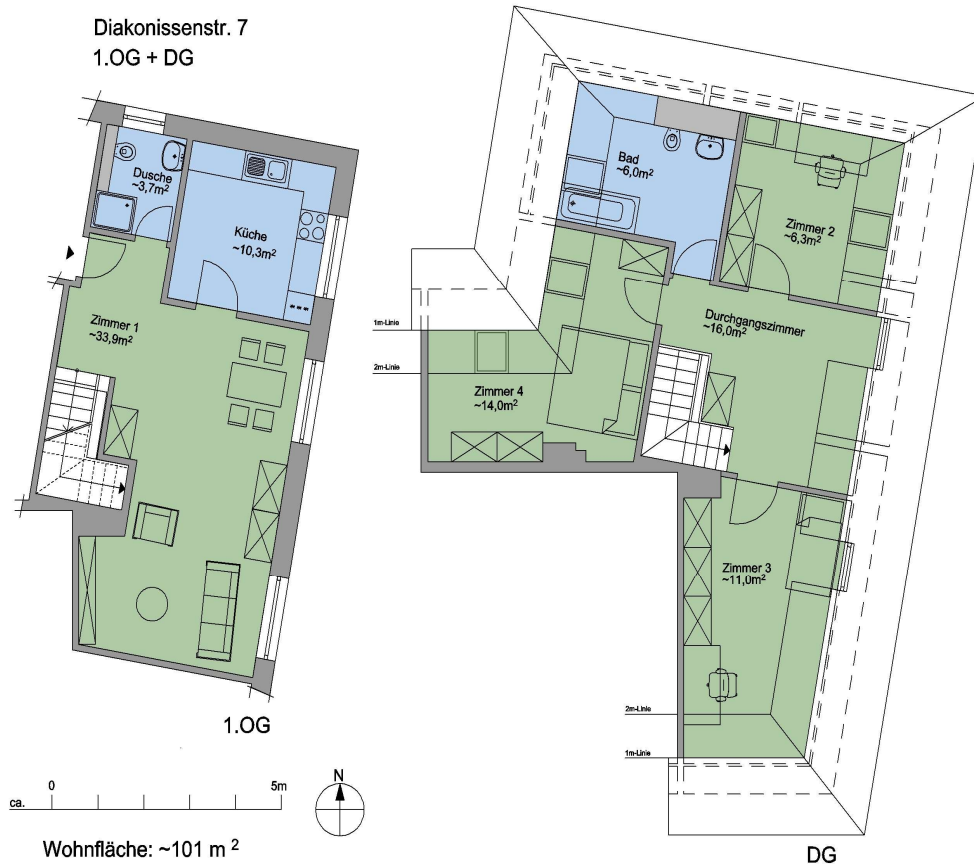 Diakonissenstr. 7
1.OG + DG
Dusche
~3,7m²
Küche
~10,3m²
Zimmer 1
~33,9m²
1.OG
Bad
~6,0m²
Zimmer 2
~6,3m²
Durchgangszimmer
~16,0m²
1m-Linie
2m-Linie
Zimmer 4
~14,0m²
Zimmer 3
~11,0m²
2m-Linie
1m-Linie
DG
ca.
0
5m
N
Wohnfläche: ~101 m ²